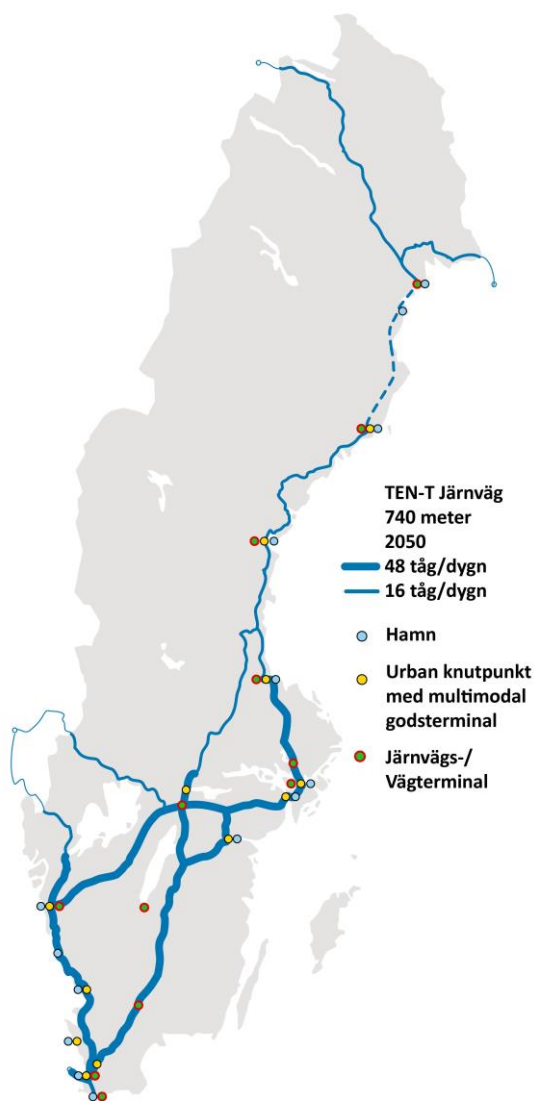 TEN-T Järnväg
740 meter
2050
48 tåg/dygn
16 tåg/dygn
Hamn
Urban knutpunkt
med multimodal
godsterminal
Järnvägs-/
Vägterminal